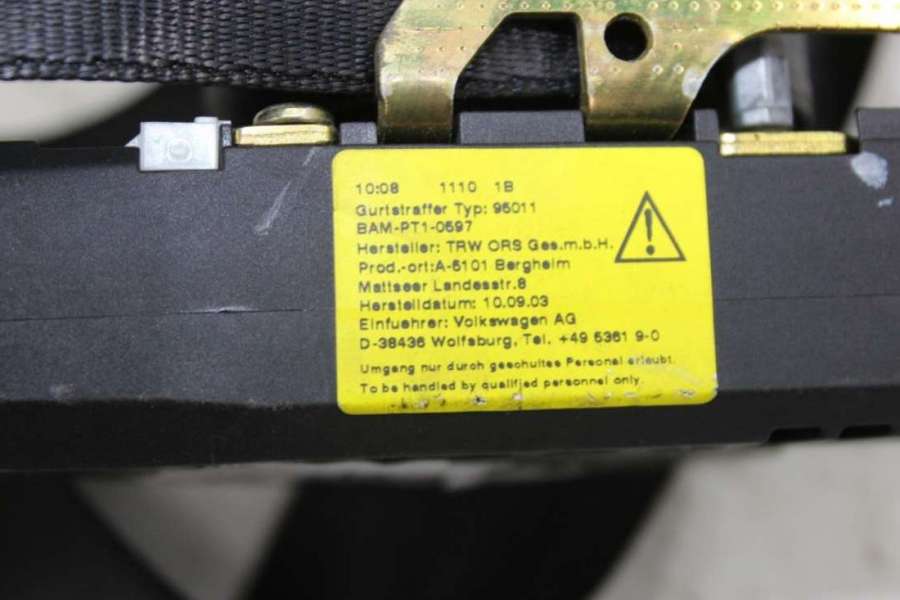 10:08 1110 1B
Gurtstraffer Typ: 95011
BAM-PT1-0597
Hersteller: TRW ORS Ges.m.b.H.
Prod.-ort:A-5101 Bergheim
Mattseer Landesstr.8
Herstelldatum: 10.09.03
Einfuehrer: Volkswagen AG
D-38436 Wolfsburg, Tel. +49 5361 9-0
Umgang nur durch geschultes Personal erlaubt.
To be handled by qualified personnel only.